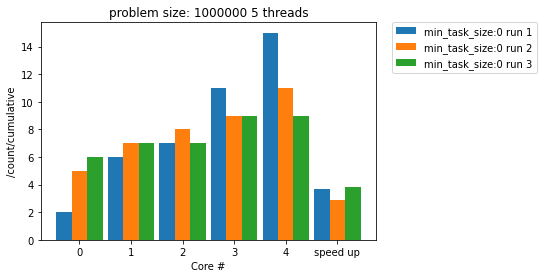 problem size: 1000000 5 threads
min_task_size:0 run 1
min_task_size:0 run 2
min_task_size:0 run 3
/count/cumulative
14
12
10
8
6
4
2
0
0 1 2 3 4 speed up
Core #